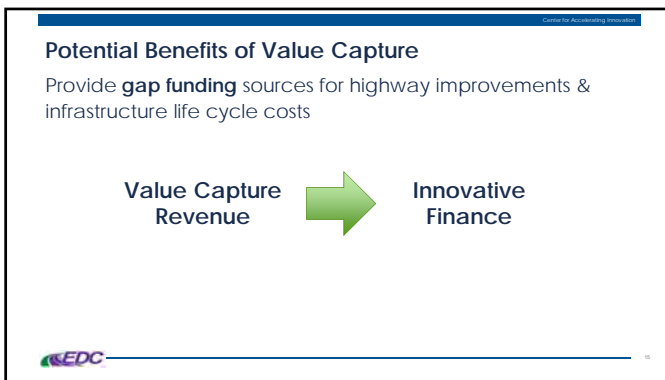 Center for Accelerating Innovation
Potential Benefits of Value Capture
Provide gap funding sources for highway improvements &
infrastructure life cycle costs
Value Capture
Revenue
Innovative
Finance
EDC